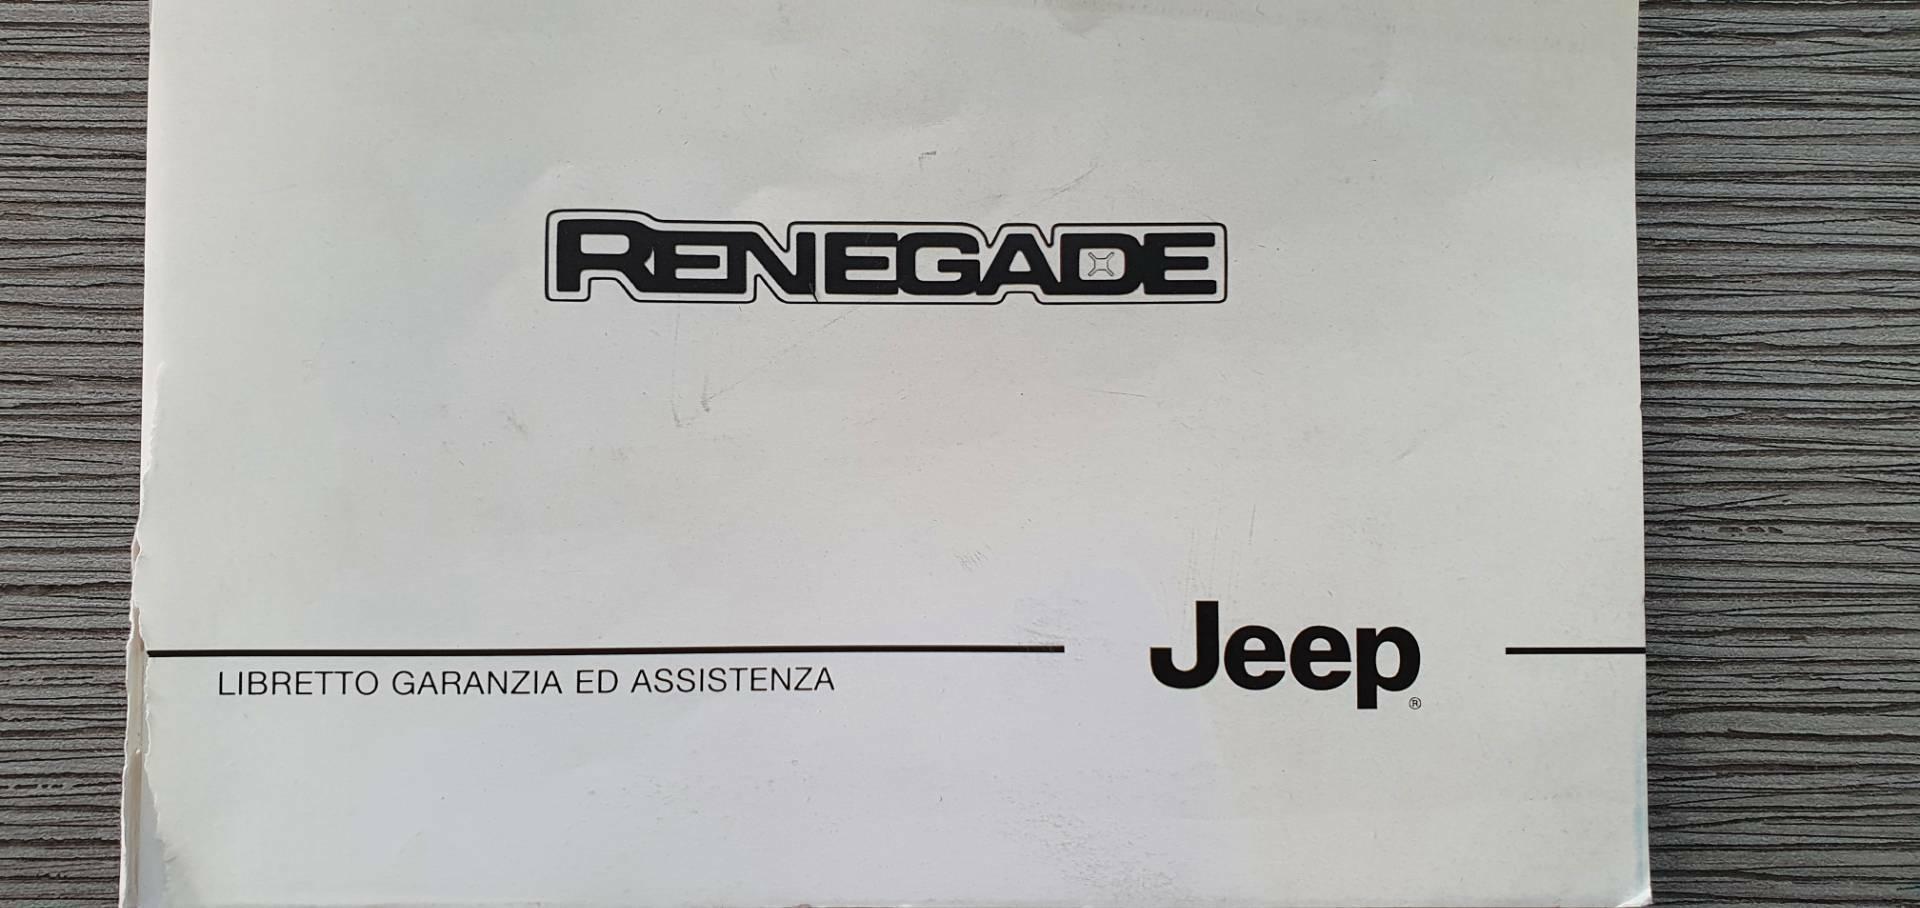 RENEGADE
Jeep®
LIBRETTO GARANZIA ED ASSISTENZA